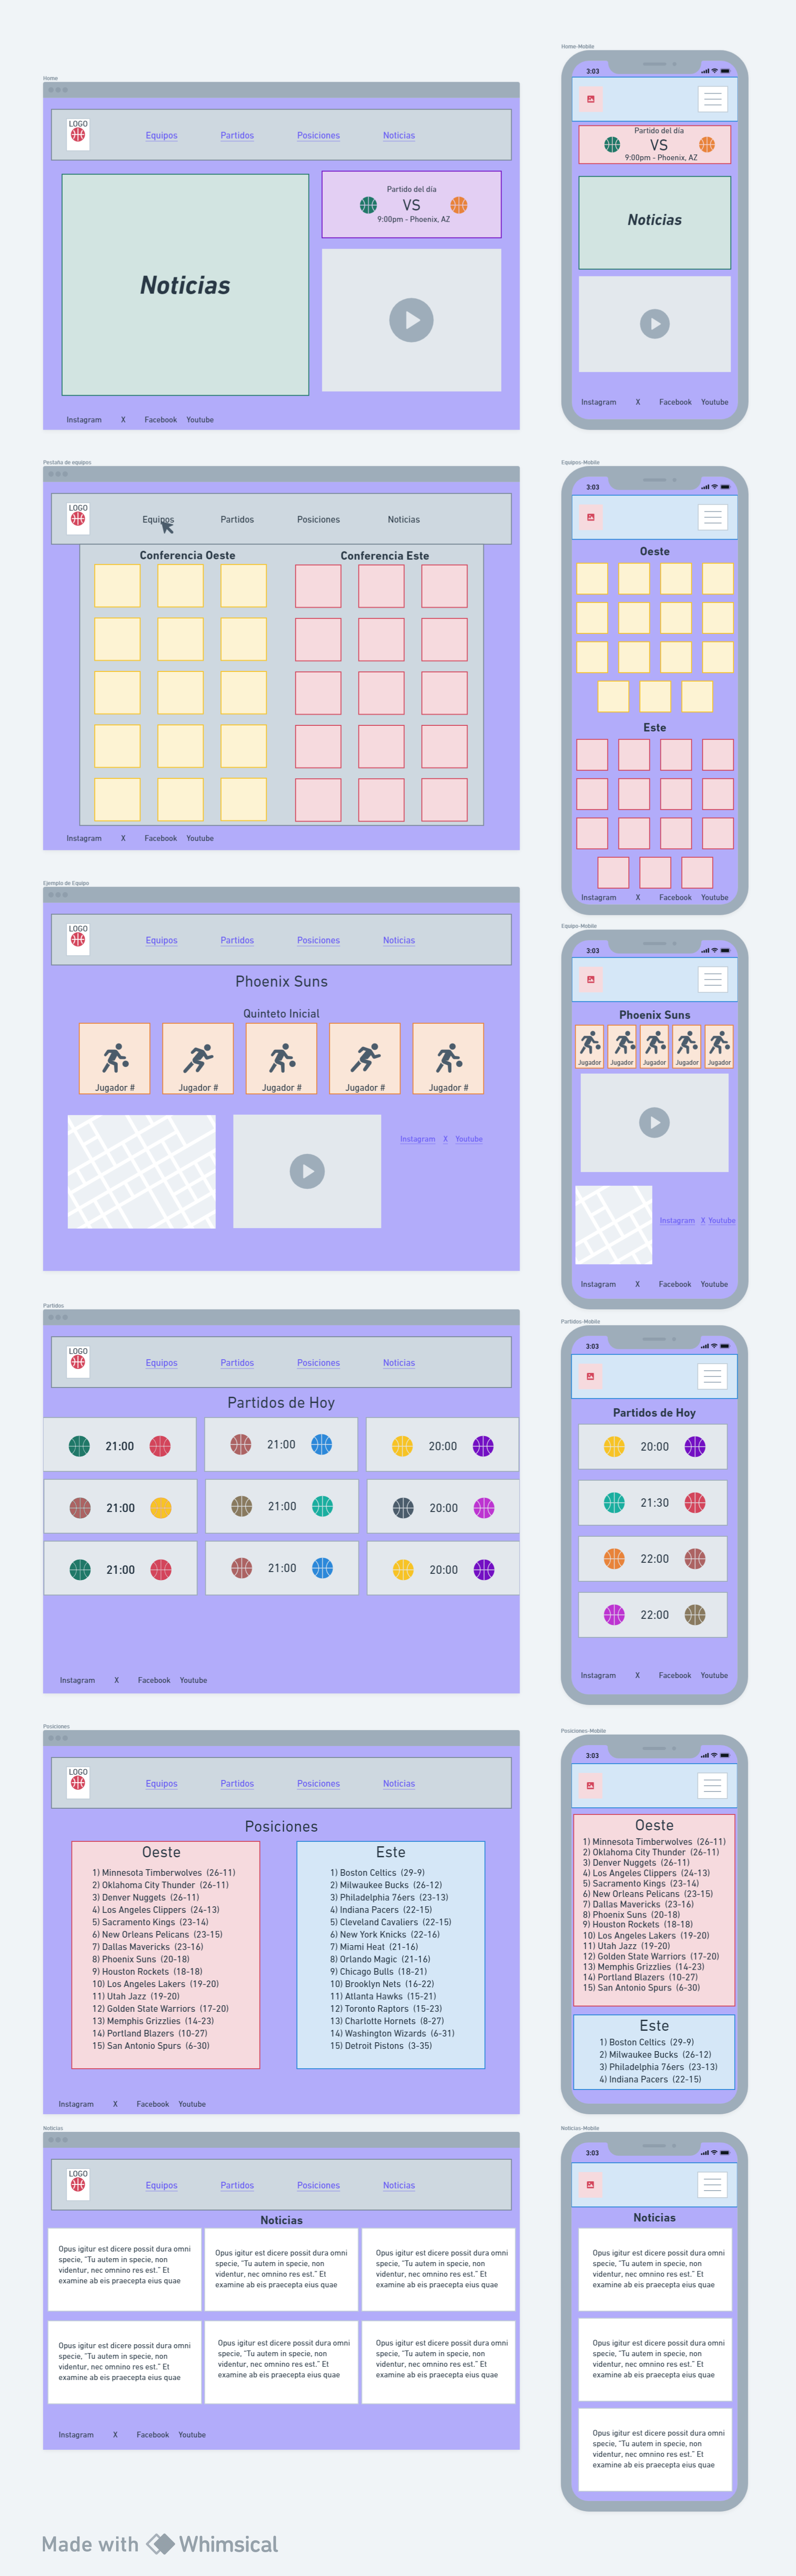 Home
LOGO
Equipos Partidos Posiciones Noticias
Noticias
Partido del día
VS
9:00pm - Phoenix, AZ
Instagram X Facebook Youtube
Home-Mobile
3:03
Partido del día
VS
9:00pm - Phoenix, AZ
Noticias
Instagram X Facebook Youtube
Pestaña de equipos
LOGO
Equipos Partidos Posiciones Noticias
Conferencia Oeste Conferencia Este
Instagram X Facebook Youtube
Eqiupos-Mobile
3:03
Oeste
Este
Instagram X Facebook Youtube
Ejemplo de Equipo
LOGO
Equipos Partidos Posiciones Noticias
Phoenix Suns
Quinteto Inicial
Jugador # Jugador # Jugador # Jugador # Jugador #
Instagram X Youtube
Equipo-Mobile
3:03
Phoenix Suns
Jugador Jugador Jugador Jugador Jugador
Instagram X Youtube
Instagram X Facebook Youtube
Partidos
LOGO
Equipos Partidos Posiciones Noticias
Partidos de Hoy
21:00 21:00 20:00
21:00 21:00 20:00
21:00 21:00 20:00
Instagram X Facebook Youtube
Partidos-Mobile
3:03
Partidos de Hoy
20:00
21:30
22:00
22:00
Instagram X Facebook Youtube
Posiciones
LOGO
Equipos Partidos Posiciones Noticias
Posiciones
Oeste
1) Minnesota Timberwolves (26-11)
2) Oklahoma City Thunder (26-11)
3) Denver Nuggets (26-11)
4) Los Angeles Clippers (24-13)
5) Sacramento Kings (23-14)
6) New Orleans Pelicans (23-15)
7) Dallas Mavericks (23-16)
8) Phoenix Suns (20-18)
9) Houston Rockets (18-18)
10) Los Angeles Lakers (19-20)
11) Utah Jazz (19-20)
12) Golden State Warriors (17-20)
13) Memphis Grizzlies (14-23)
14) Portland Blazers (10-27)
15) San Antonio Spurs (6-30)
Este
1) Boston Celtics (29-9)
2) Milwaukee Bucks (26-12)
3) Philadelphia 76ers (23-13)
4) Indiana Pacers (22-15)
5) Cleveland Cavaliers (22-15)
6) New York Knicks (22-16)
7) Miami Heat (21-16)
8) Orlando Magic (21-16)
9) Chicago Bulls (18-21)
10) Brooklyn Nets (16-22)
11) Atlanta Hawks (15-21)
12) Toronto Raptors (15-23)
13) Charlotte Hornets (8-27)
14) Washington Wizards (6-31)
15) Detroit Pistons (3-35)
Instagram X Facebook Youtube
Posiciones-Mobile
3:03
Oeste
1) Minnesota Timberwolves (26-11)
2) Oklahoma City Thunder (26-11)
3) Denver Nuggets (26-11)
4) Los Angeles Clippers (24-13)
5) Sacramento Kings (23-14)
6) New Orleans Pelicans (23-15)
7) Dallas Mavericks (23-16)
8) Phoenix Suns (20-18)
9) Houston Rockets (18-18)
10) Los Angeles Lakers (19-20)
11) Utah Jazz (19-20)
12) Golden State Warriors (17-20)
13) Memphis Grizzlies (14-23)
14) Portland Blazers (10-27)
15) San Antonio Spurs (6-30)
Este
1) Boston Celtics (29-9)
2) Milwaukee Bucks (26-12)
3) Philadelphia 76ers (23-13)
4) Indiana Pacers (22-15)
Noticias
LOGO
Equipos Partidos Posiciones Noticias
Noticias
Opus igitur est dicere possit dura omni
specie, "Tu autem in specie, non
videntur, nec omnino res est." Et
examine ab eis praecepta eius quae
Opus igitur est dicere possit dura omni
specie, "Tu autem in specie, non
videntur, nec omnino res est." Et
examine ab eis praecepta eius quae
Opus igitur est dicere possit dura omni
specie, "Tu autem in specie, non
videntur, nec omnino res est." Et
examine ab eis praecepta eius quae
Opus igitur est dicere possit dura omni
specie, "Tu autem in specie, non
videntur, nec omnino res est." Et
examine ab eis praecepta eius quae
Opus igitur est dicere possit dura omni
specie, "Tu autem in specie, non
videntur, nec omnino res est." Et
examine ab eis praecepta eius quae
Opus igitur est dicere possit dura omni
specie, "Tu autem in specie, non
videntur, nec omnino res est." Et
examine ab eis praecepta eius quae
Instagram X Facebook Youtube
Noticias-Mobile
3:03
Noticias
Opus igitur est dicere possit dura omni
specie, "Tu autem in specie, non
videntur, nec omnino res est." Et
examine ab eis praecepta eius quae
Opus igitur est dicere possit dura omni
specie, "Tu autem in specie, non
videntur, nec omnino res est." Et
examine ab eis praecepta eius quae
Opus igitur est dicere possit dura omni
specie, "Tu autem in specie, non
videntur, nec omnino res est." Et
examine ab eis praecepta eius quae
Made with Whimsical